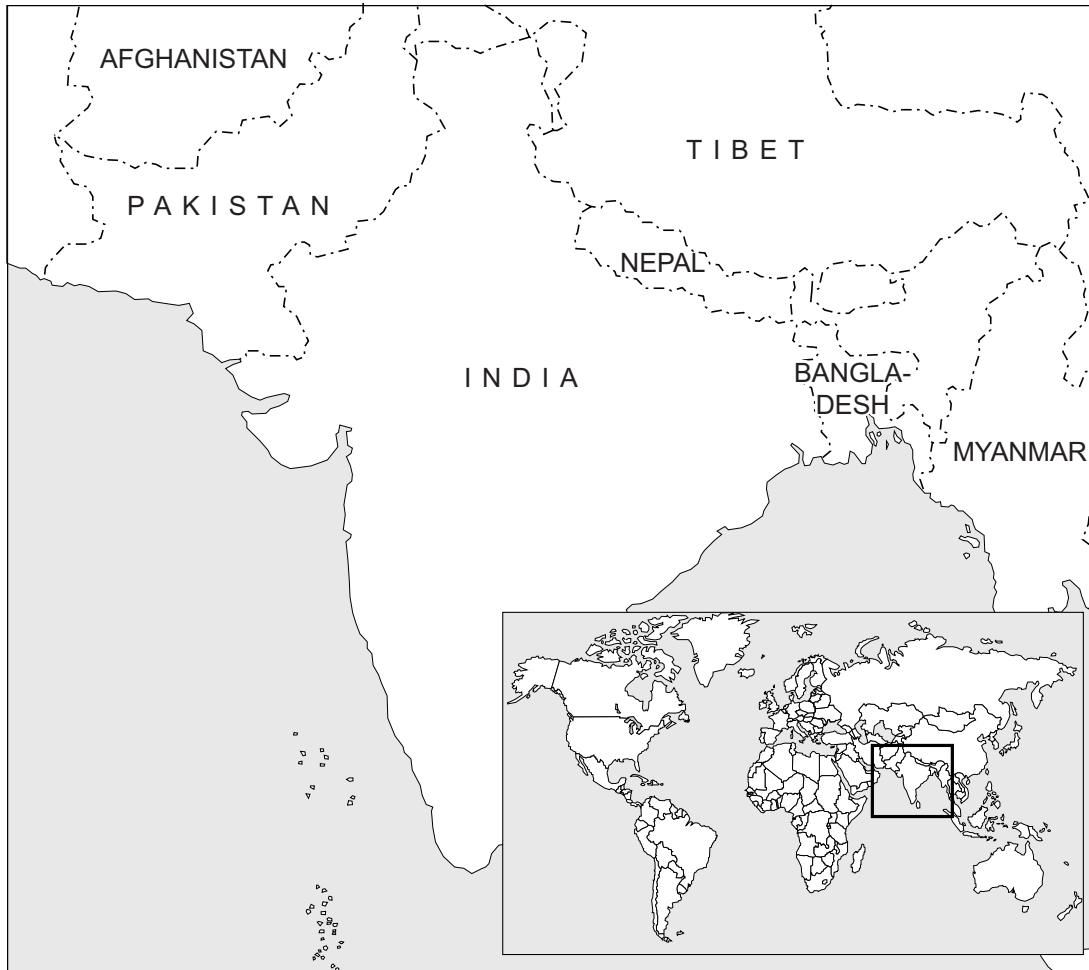 AFGHANISTAN
TIBET
PAKISTAN
NEPAL
INDIA
BANGLA-
DESH
MYANMAR